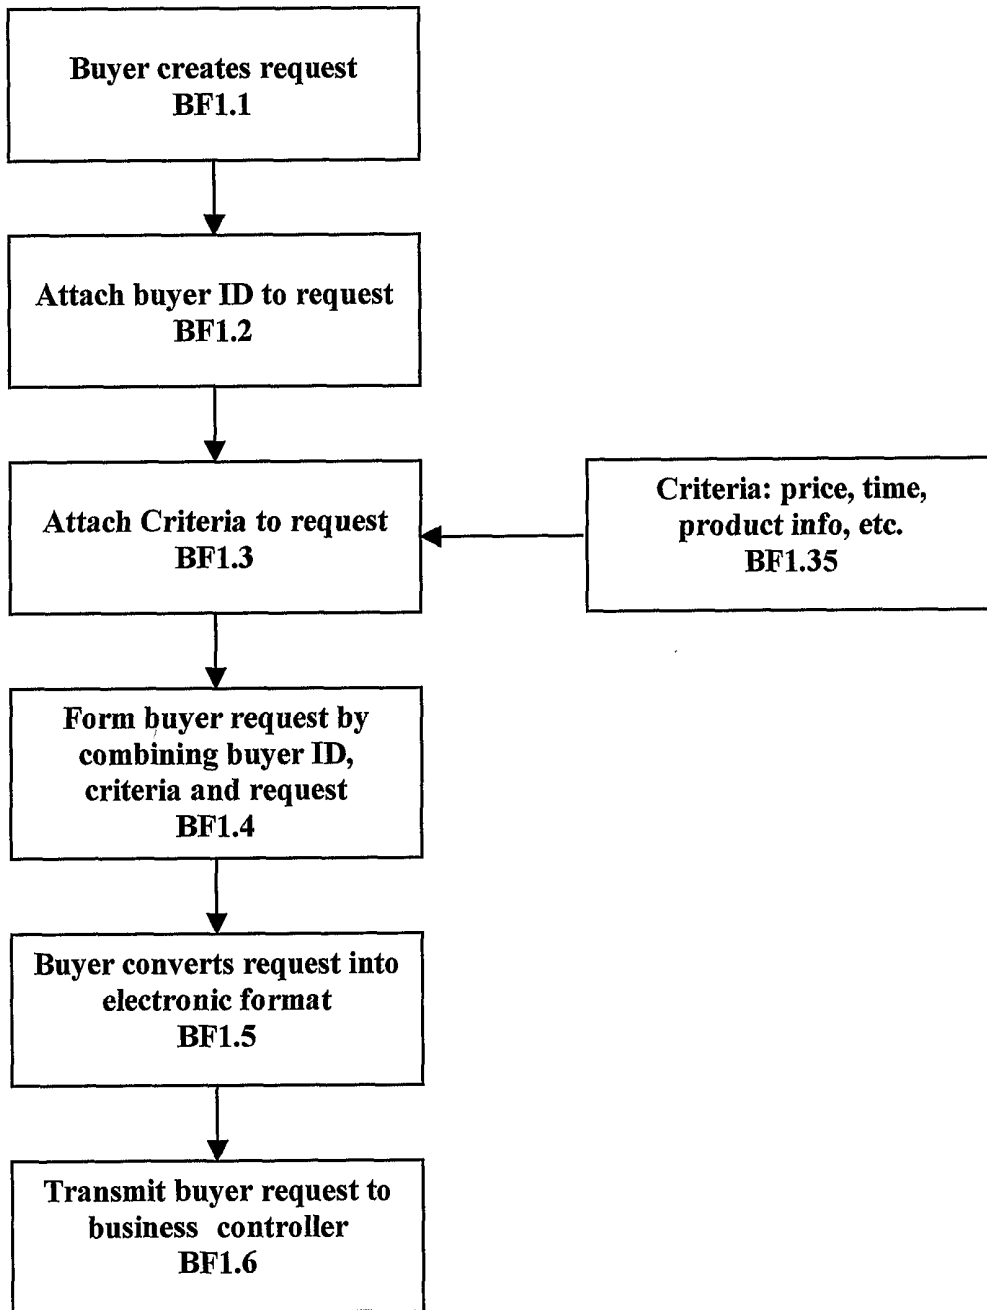 Buyer creates request
BF1.1
Attach buyer ID to request
BF1.2
Attach Criteria to request
BF1.3
Criteria: price, time,
product info, etc.
BF1.35
Form buyer request by
combining buyer ID,
criteria and request
BF1.4
Buyer converts request into
electronic format
BF1.5
Transmit buyer request to
business controller
BF1.6